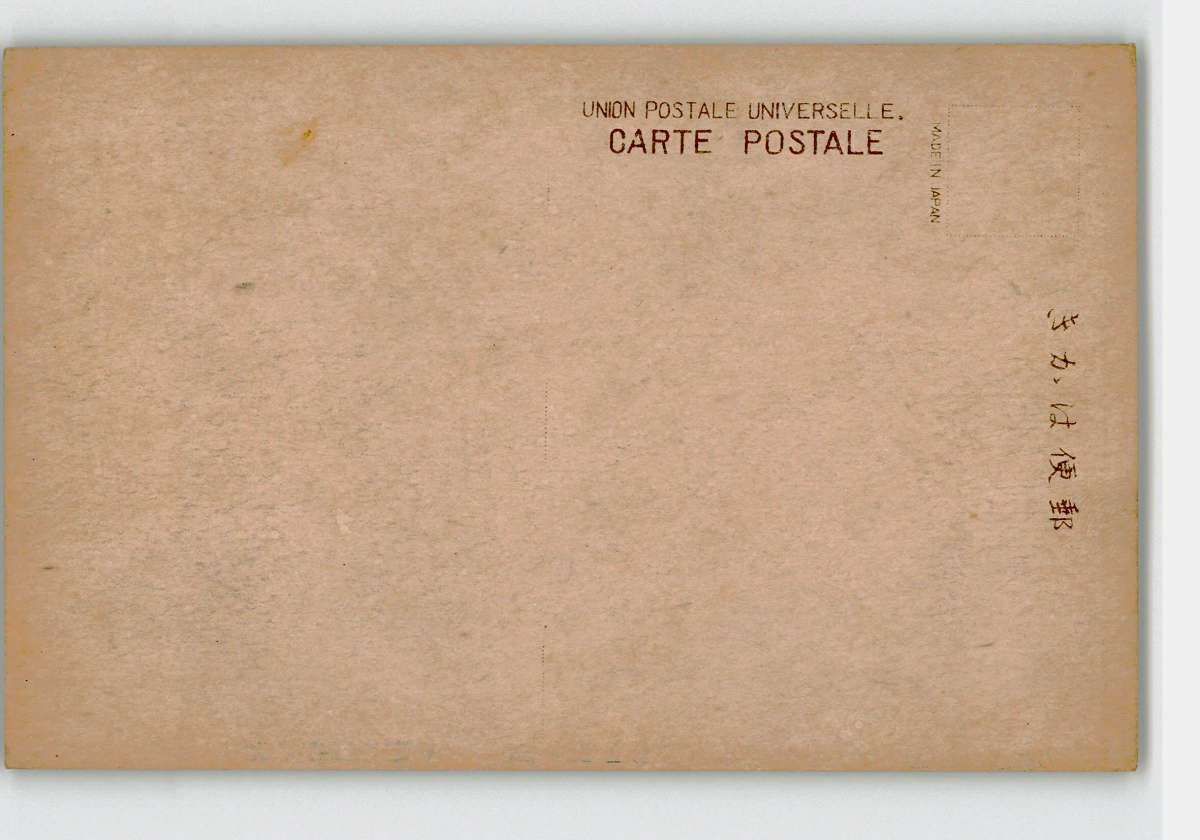 UNION POSTALE UNIVERSELLE.
CARTE POSTALE
MADE IN JAPAN
郵便はかき